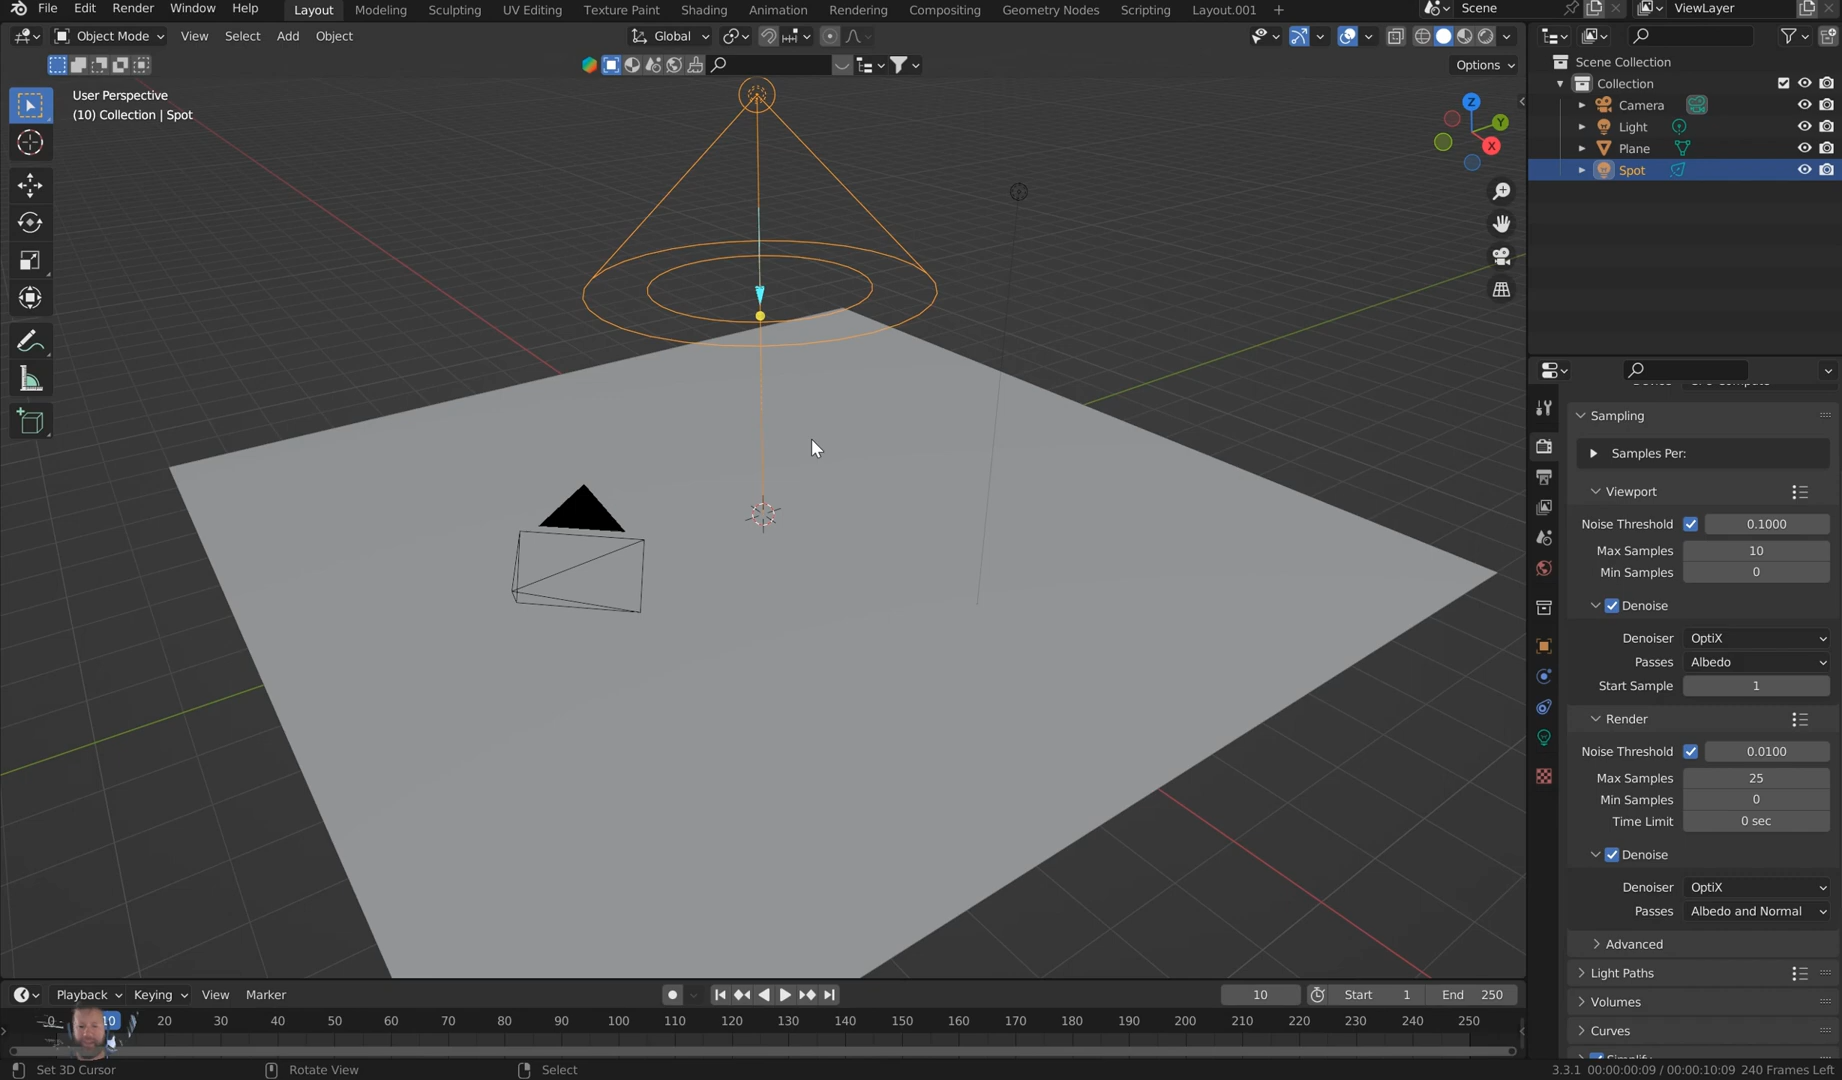 File Edit Render Window Help Layout Modeling Sculpting UV Editing Texture Paint Shading Animation Rendering Compositing Geometry Nodes Scripting Layout.001 + Scene ViewLayer
Object Mode View Select Add Object Global
Options
User Perspective
(10) Collection | Spot
Z
Y
X
Scene Collection
Collection
Camera
Light
Plane
Spot
Sampling
Samples Per:
Viewport
Noise Threshold 0.1000
Max Samples 10
Min Samples 0
Denoise
Denoiser OptiX
Passes Albedo
Start Sample 1
Render
Noise Threshold 0.0100
Max Samples 25
Min Samples 0
Time Limit 0 sec
Denoise
Denoiser OptiX
Passes Albedo and Normal
Advanced
Light Paths
Volumes
Curves
Playback Keying View Marker 10 Start 1 End 250
0 10 20 30 40 50 60 70 80 90 100 110 120 130 140 150 160 170 180 190 200 210 220 230 240 250
Set 3D Cursor Rotate View Select 3.3.1 00:00:00:09 / 00:00:10:09 240 Frames Left